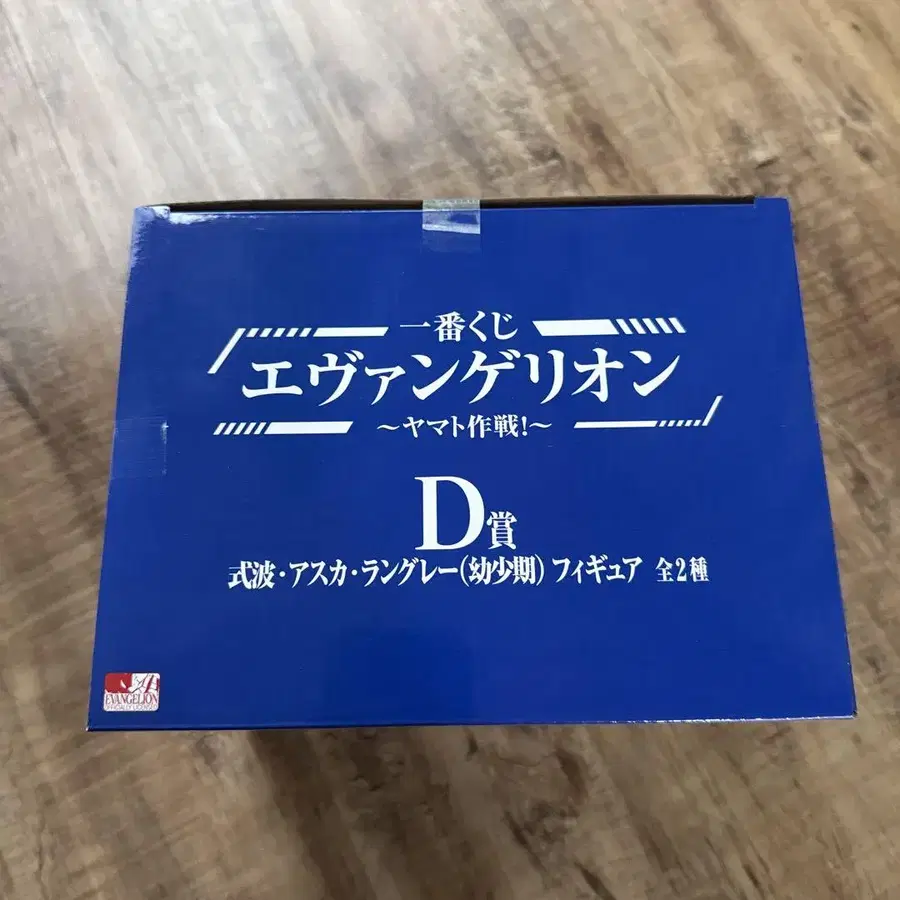 一番くじ
エヴァンゲリオン
〜ヤマト作戦!〜
D賞
式波・アスカ・ラングレー(幼少期) フィギュア 全2種
EVANGELION
OFFICIALLY LICENSED